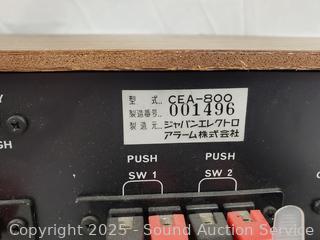 型 式.. CEA-800
製造番号.. 001496
製造元.. ジャパンエレクトロ
アラーム株式会社
PUSH PUSH
SW 1 SW 2
Copyright 2025 - Sound Auction Service